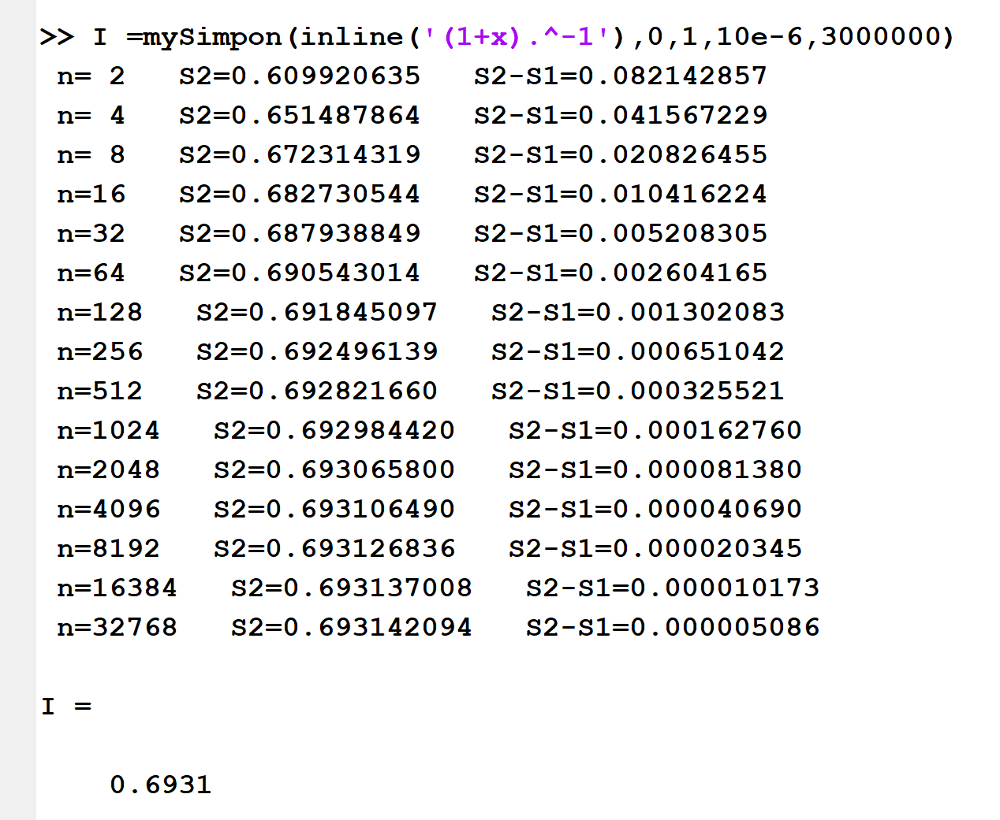 >> I =mySimpon(inline('(1+x).^-1'),0,1,10e-6,3000000)
n= 2   S2=0.609920635   S2-S1=0.082142857
n= 4   S2=0.651487864   S2-S1=0.041567229
n= 8   S2=0.672314319   S2-S1=0.020826455
n=16   S2=0.682730544   S2-S1=0.010416224
n=32   S2=0.687938849   S2-S1=0.005208305
n=64   S2=0.690543014   S2-S1=0.002604165
n=128   S2=0.691845097   S2-S1=0.001302083
n=256   S2=0.692496139   S2-S1=0.000651042
n=512   S2=0.692821660   S2-S1=0.000325521
n=1024   S2=0.692984420   S2-S1=0.000162760
n=2048   S2=0.693065800   S2-S1=0.000081380
n=4096   S2=0.693106490   S2-S1=0.000040690
n=8192   S2=0.693126836   S2-S1=0.000020345
n=16384   S2=0.693137008   S2-S1=0.000010173
n=32768   S2=0.693142094   S2-S1=0.000005086
I =
0.6931